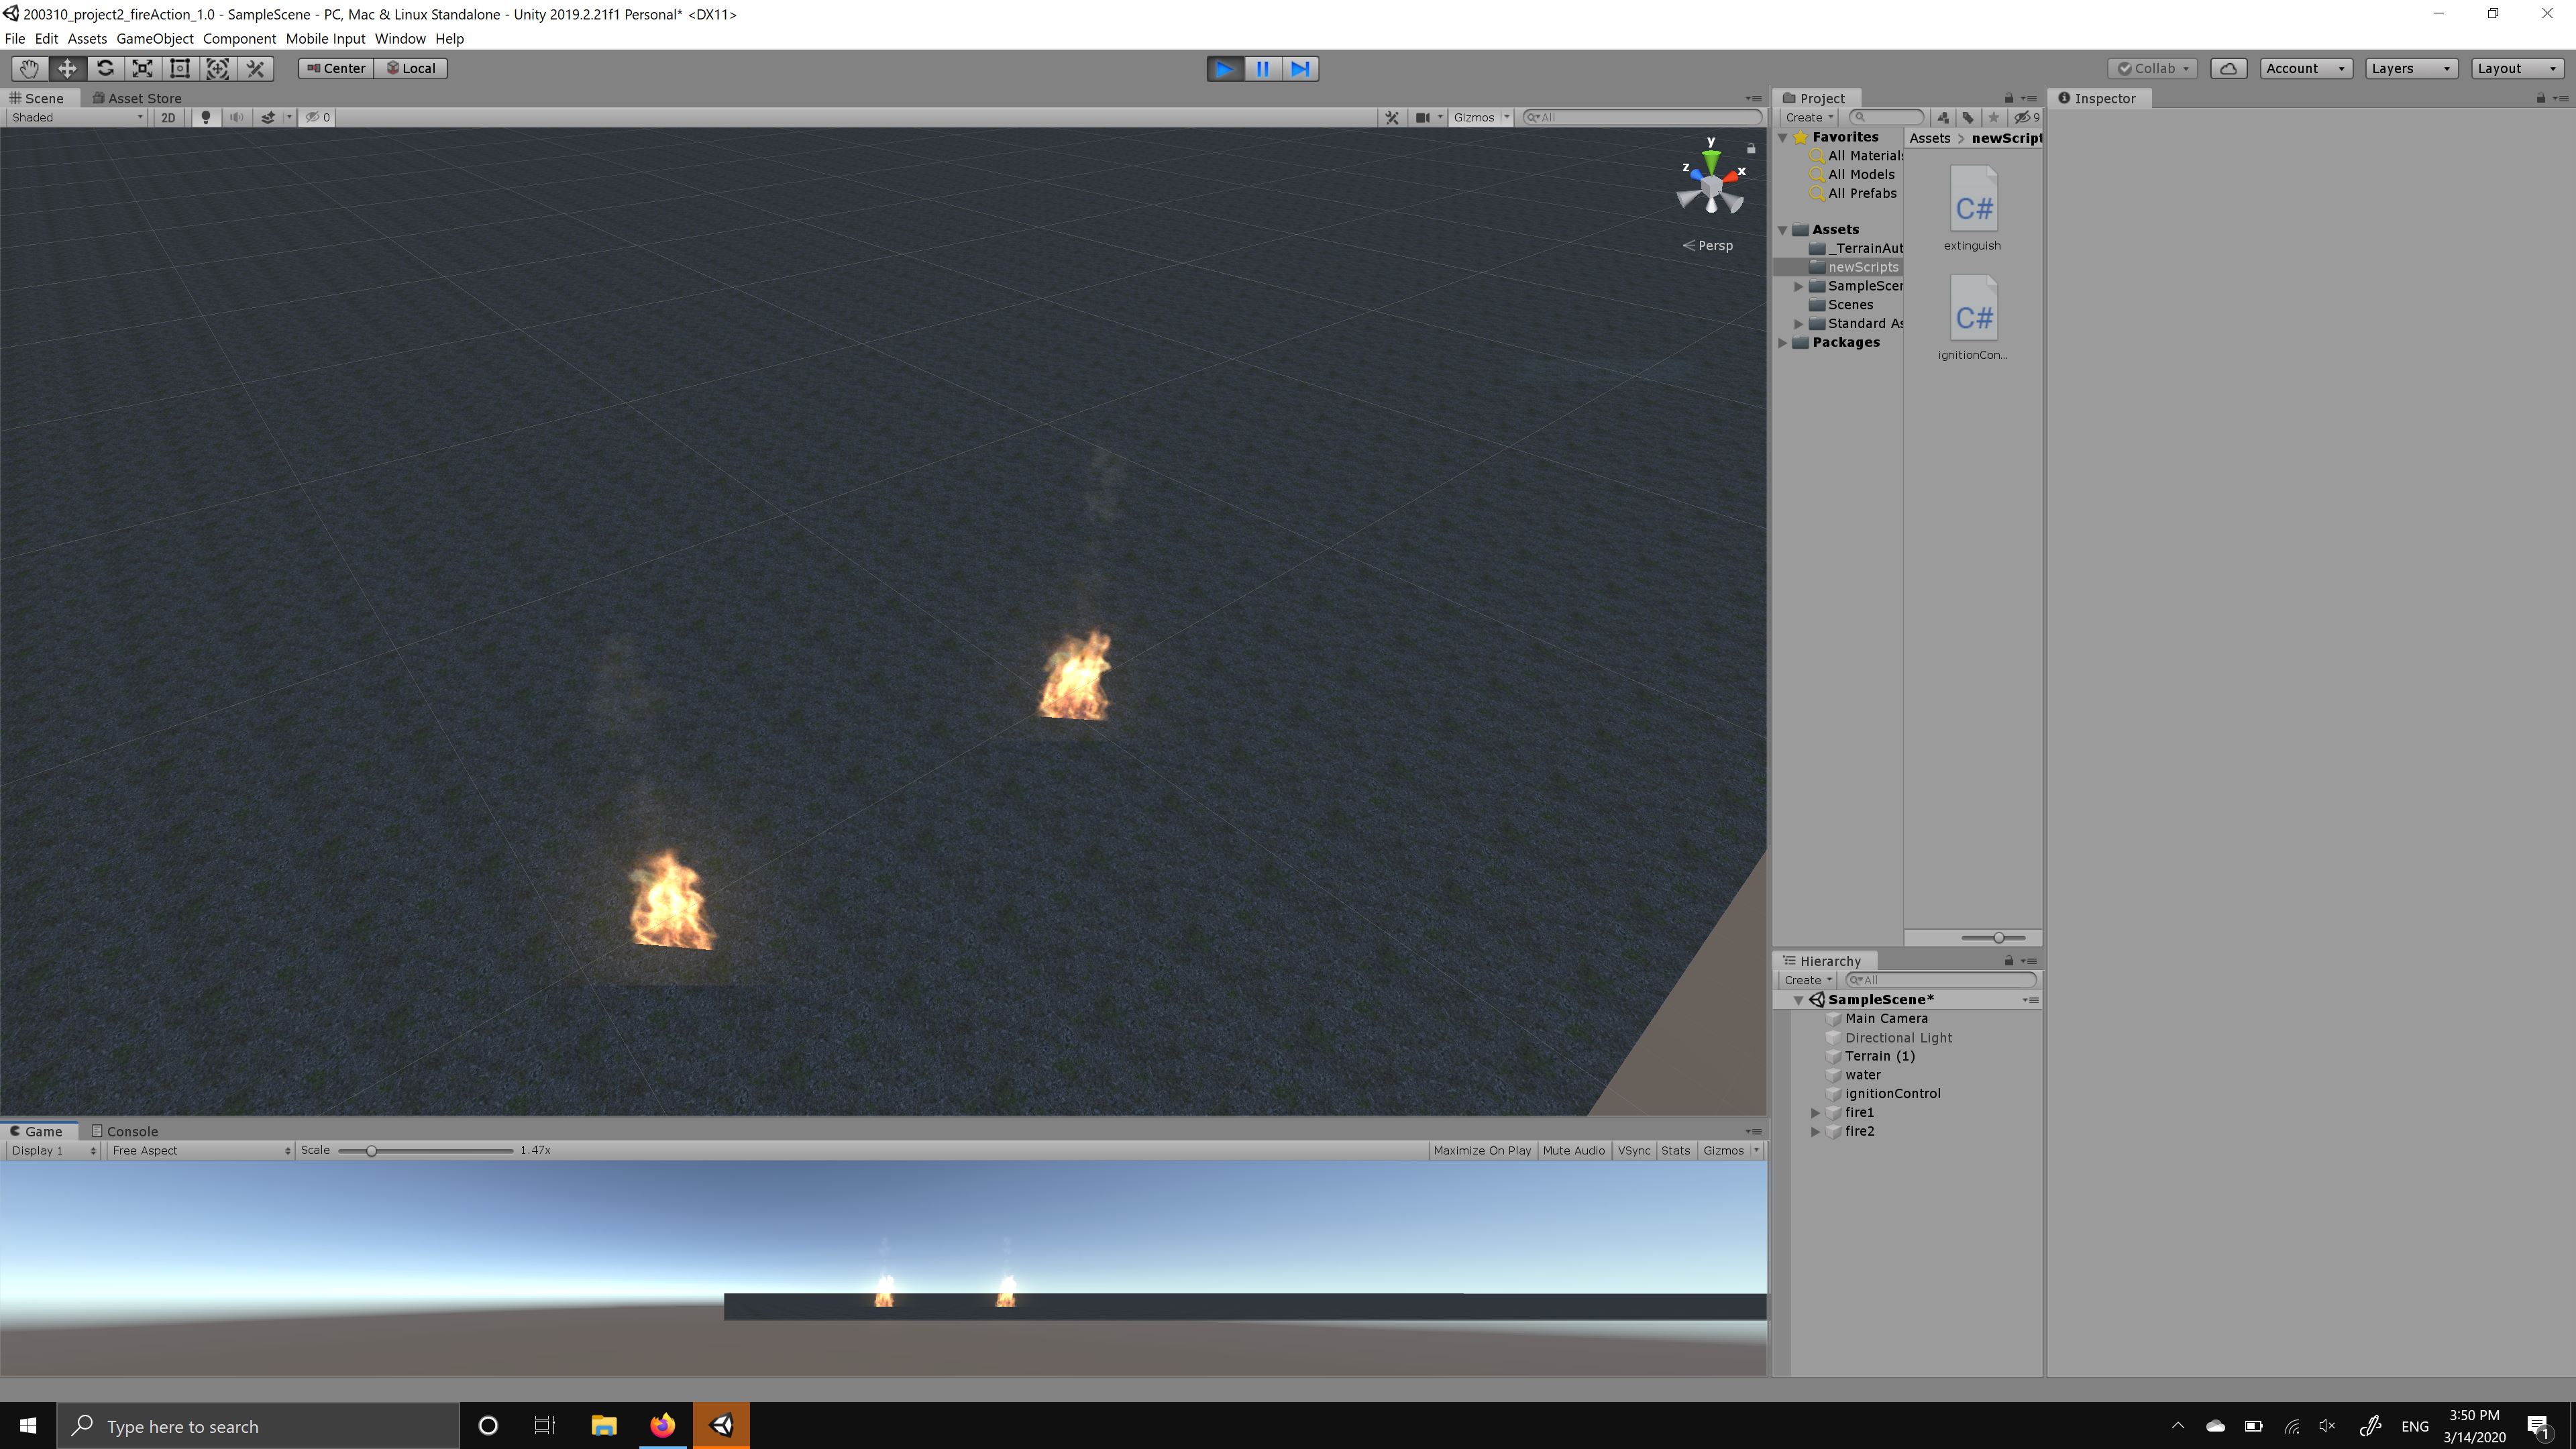 200310_project2_fireAction_1.0 - SampleScene - PC, Mac & Linux Standalone - Unity 2019.2.21f1 Personal* <DX11>
File Edit Assets GameObject Component Mobile Input Window Help
Center Local Collab Account Layers Layout
Scene Asset Store
Shaded 2D 0 Gizmos All
y
z x
Persp
Project
Create 9
Favorites
All Materials
All Models
All Prefabs
Assets
_TerrainAut
newScripts
SampleScen
Scenes
Standard As
Packages
Assets > newScript
C#
extinguish
C#
ignitionCon...
Inspector
Hierarchy
Create All
SampleScene*
Main Camera
Directional Light
Terrain (1)
water
ignitionControl
fire1
fire2
Game Console
Display 1 Free Aspect Scale 1.47x Maximize On Play Mute Audio VSync Stats Gizmos
Type here to search
ENG
3:50 PM
3/14/2020
1